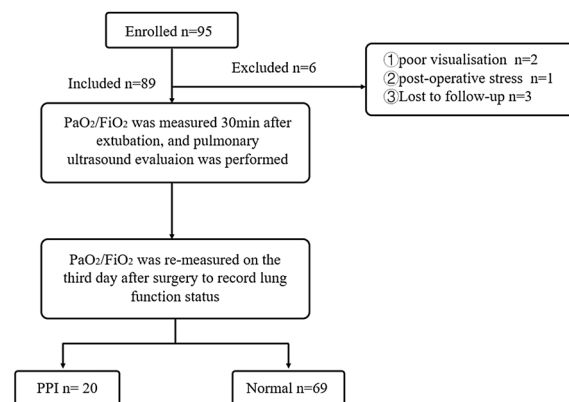 Enrolled n=95
Excluded n=6
Included n=89
①poor visualisation n=2
②post-operative stress n=1
③Lost to follow-up n=3
PaO₂/FiO₂ was measured 30min after
extubation, and pulmonary
ultrasound evaluaion was performed
PaO₂/FiO₂ was re-measured on the
third day after surgery to record lung
function status
PPI n= 20
Normal n=69